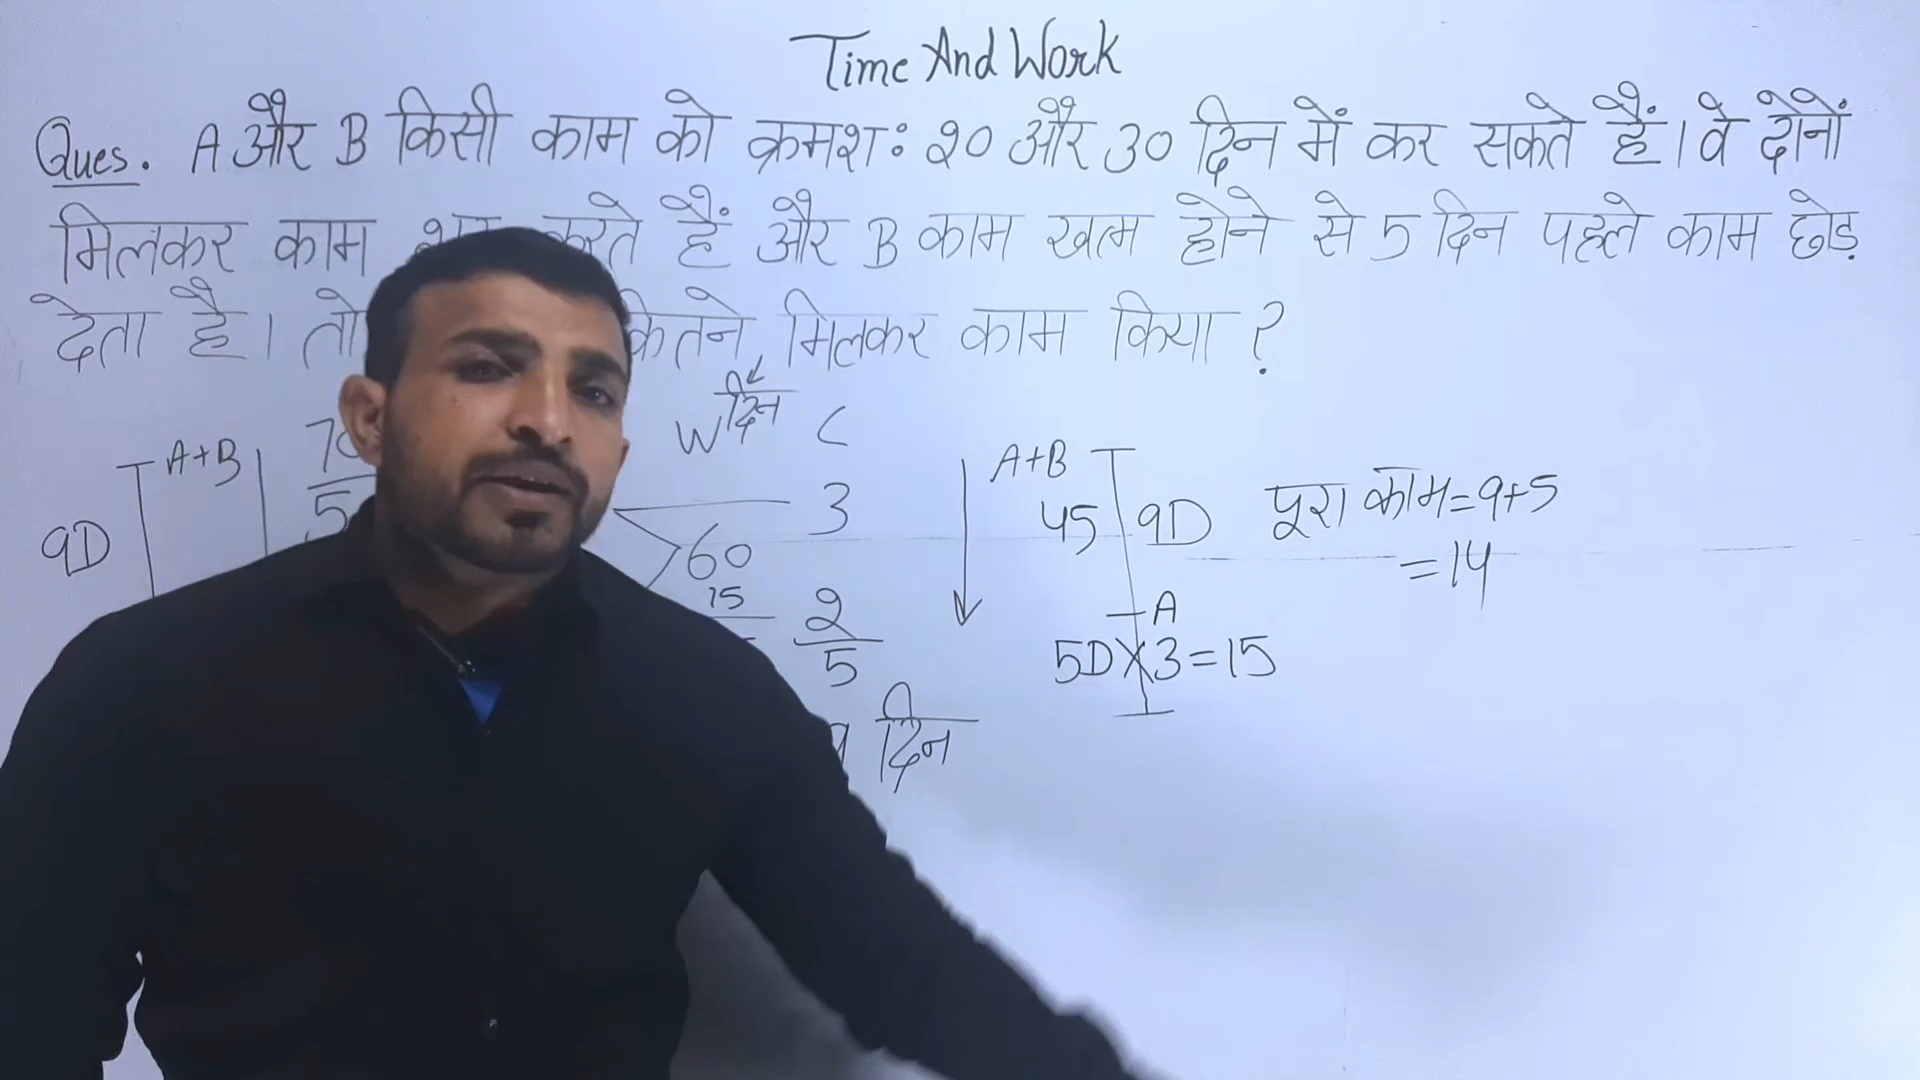 Time And Work
Ques. A और B किसी काम को क्रमशः 20 और 30 दिन में कर सकते हैं। वे दोनों
मिलकर काम करते हैं और B काम खत्म होने से 5 दिन पहले काम छोड़
देता है। तो कितने मिलकर काम किया ?
दिन
A+B
9D
5
W C
3
60
15
2
5
दिन
A+B
45 9D
A
5D×3=15
पूरा काम=9+5
=14